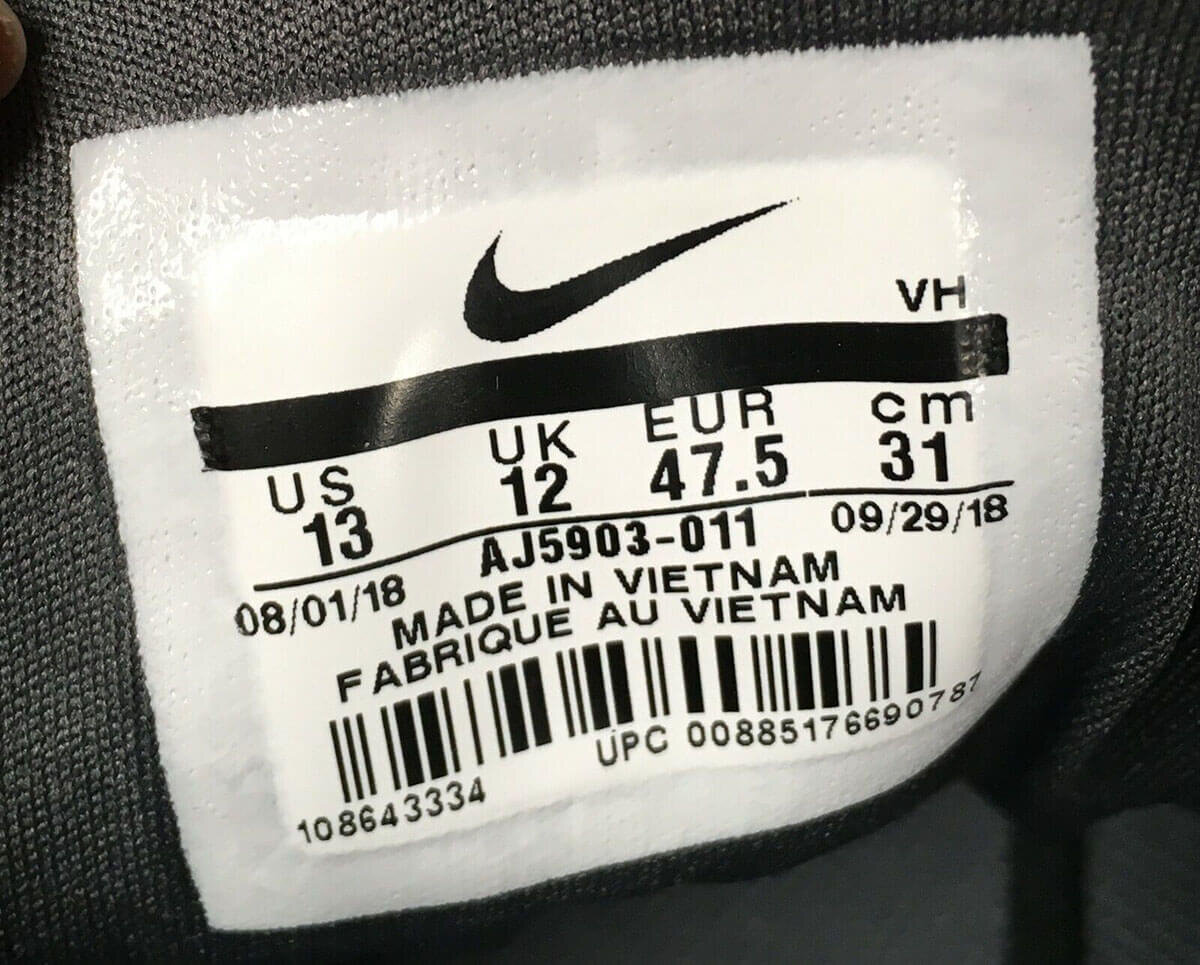 VH
US UK EUR cm
13 12 47.5 31
08/01/18 AJ5903-011 09/29/18
MADE IN VIETNAM
FABRIQUE AU VIETNAM
UPC 00885176690787
108643334